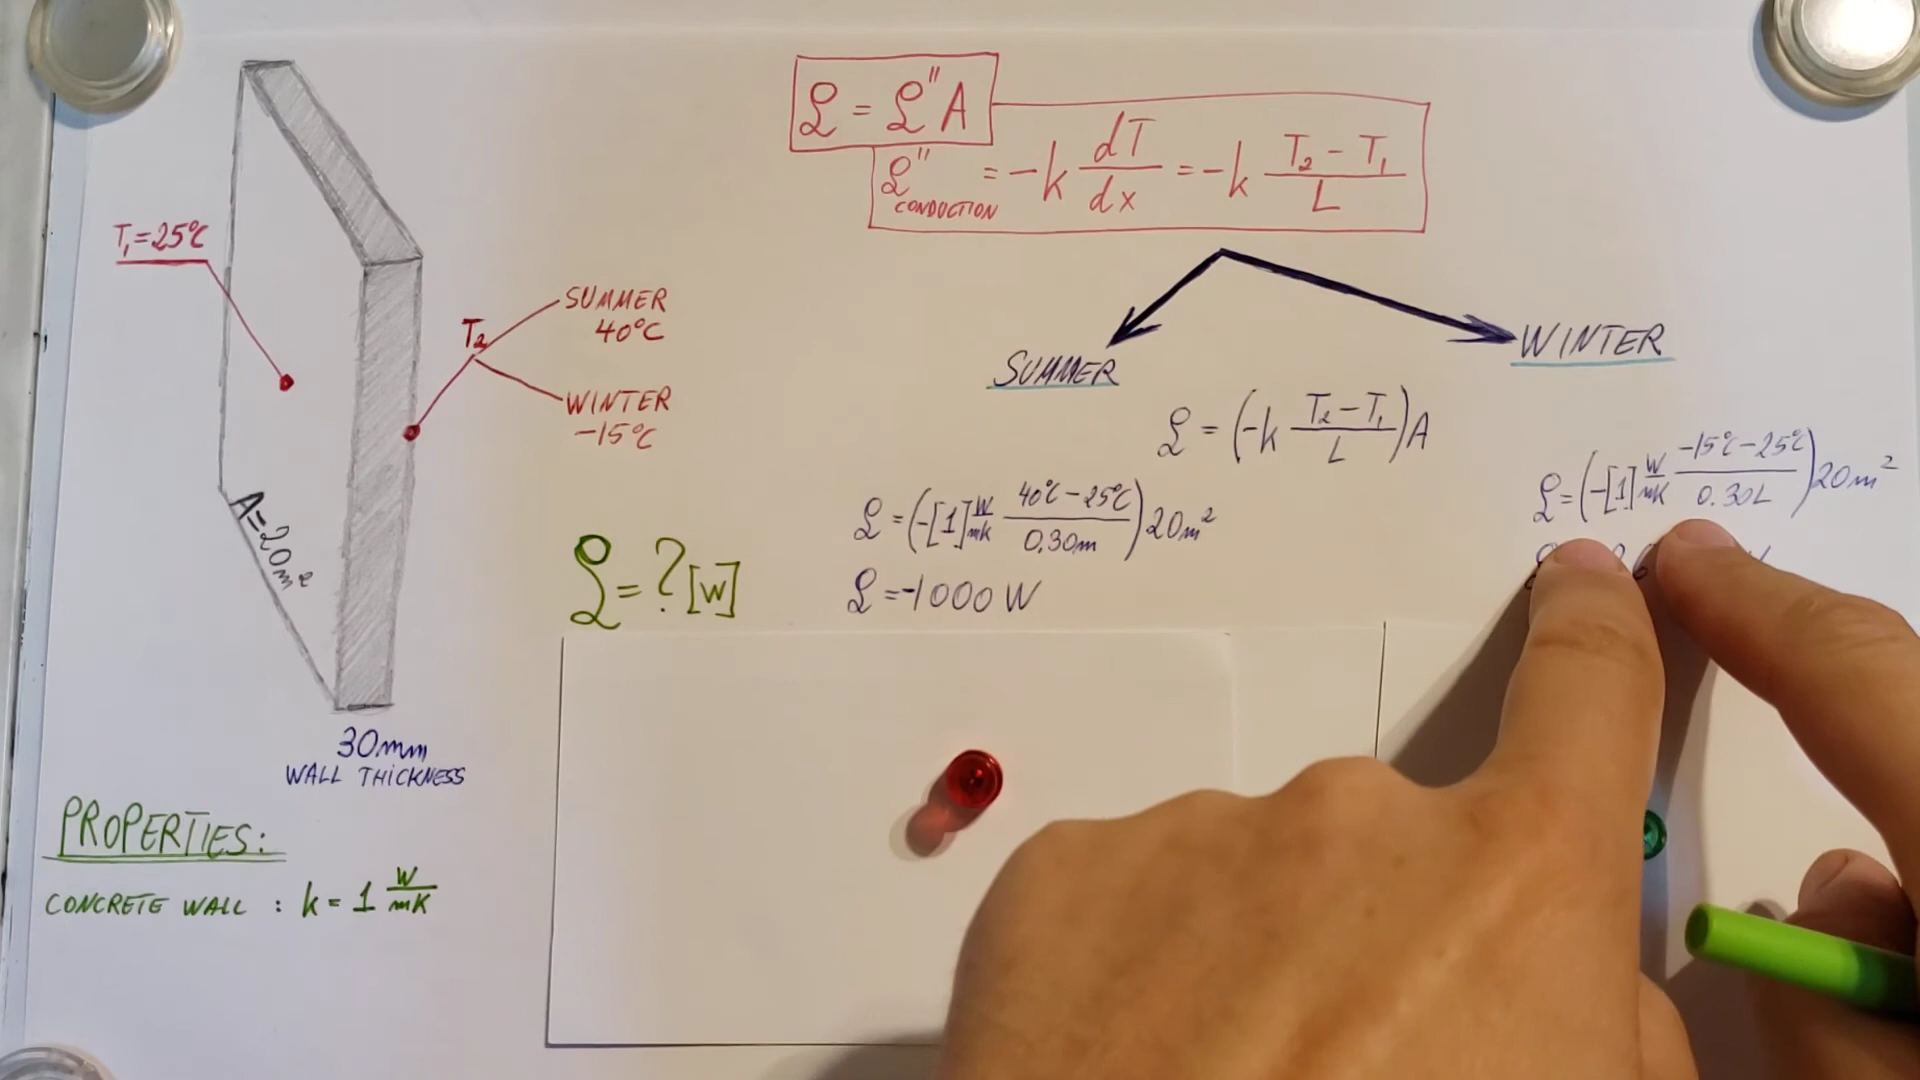 T₁=25°C
T₂
SUMMER
40°C
WINTER
-15°C
A=20m²
30mm
WALL THICKNESS
PROPERTIES:
CONCRETE WALL : k = 1 W/mK
Q = ? [W]
Q = Q″A
Q″ CONDUCTION = -k dT/dx = -k (T₂ - T₁)/L
SUMMER
Q = (-k (T₂ - T₁)/L)A
Q = (-[1] W/mK (40°C - 25°C)/0,30m) 20m²
Q = -1000 W
WINTER
Q = (-[1] W/mK (-15°C - 25°C)/0.30L) 20m²